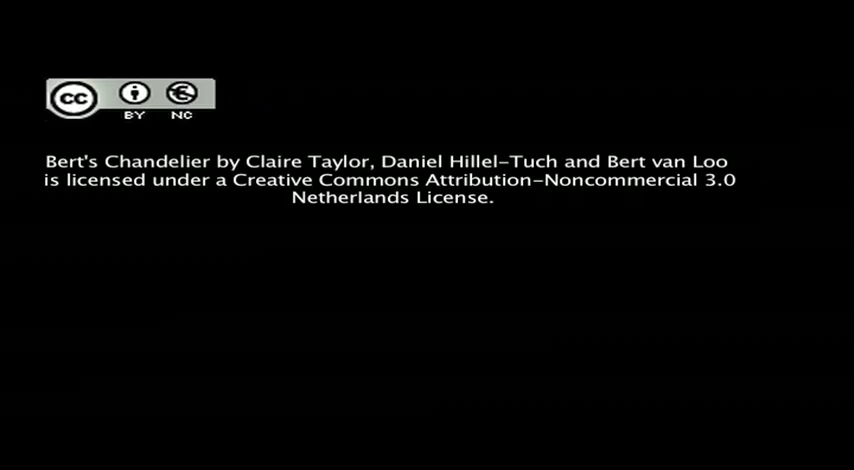 cc
BY NC
Bert's Chandelier by Claire Taylor, Daniel Hillel-Tuch and Bert van Loo
is licensed under a Creative Commons Attribution-Noncommercial 3.0
Netherlands License.